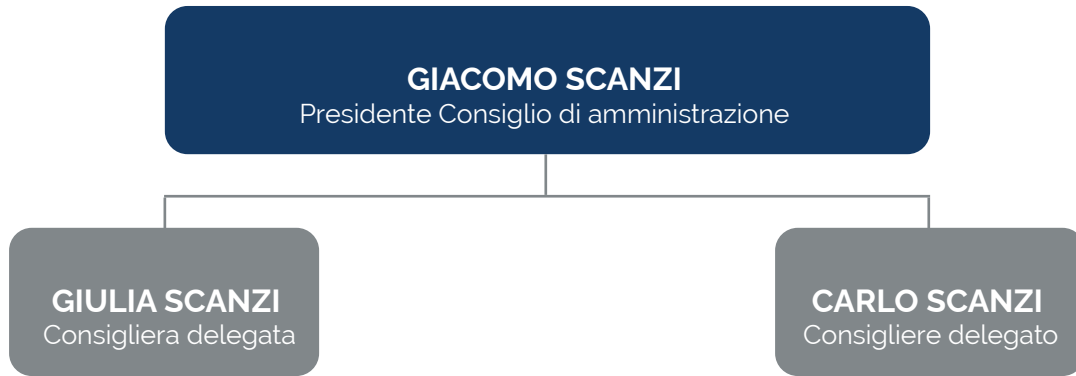 GIACOMO SCANZI
Presidente Consiglio di amministrazione
GIULIA SCANZI
Consigliera delegata
CARLO SCANZI
Consigliere delegato